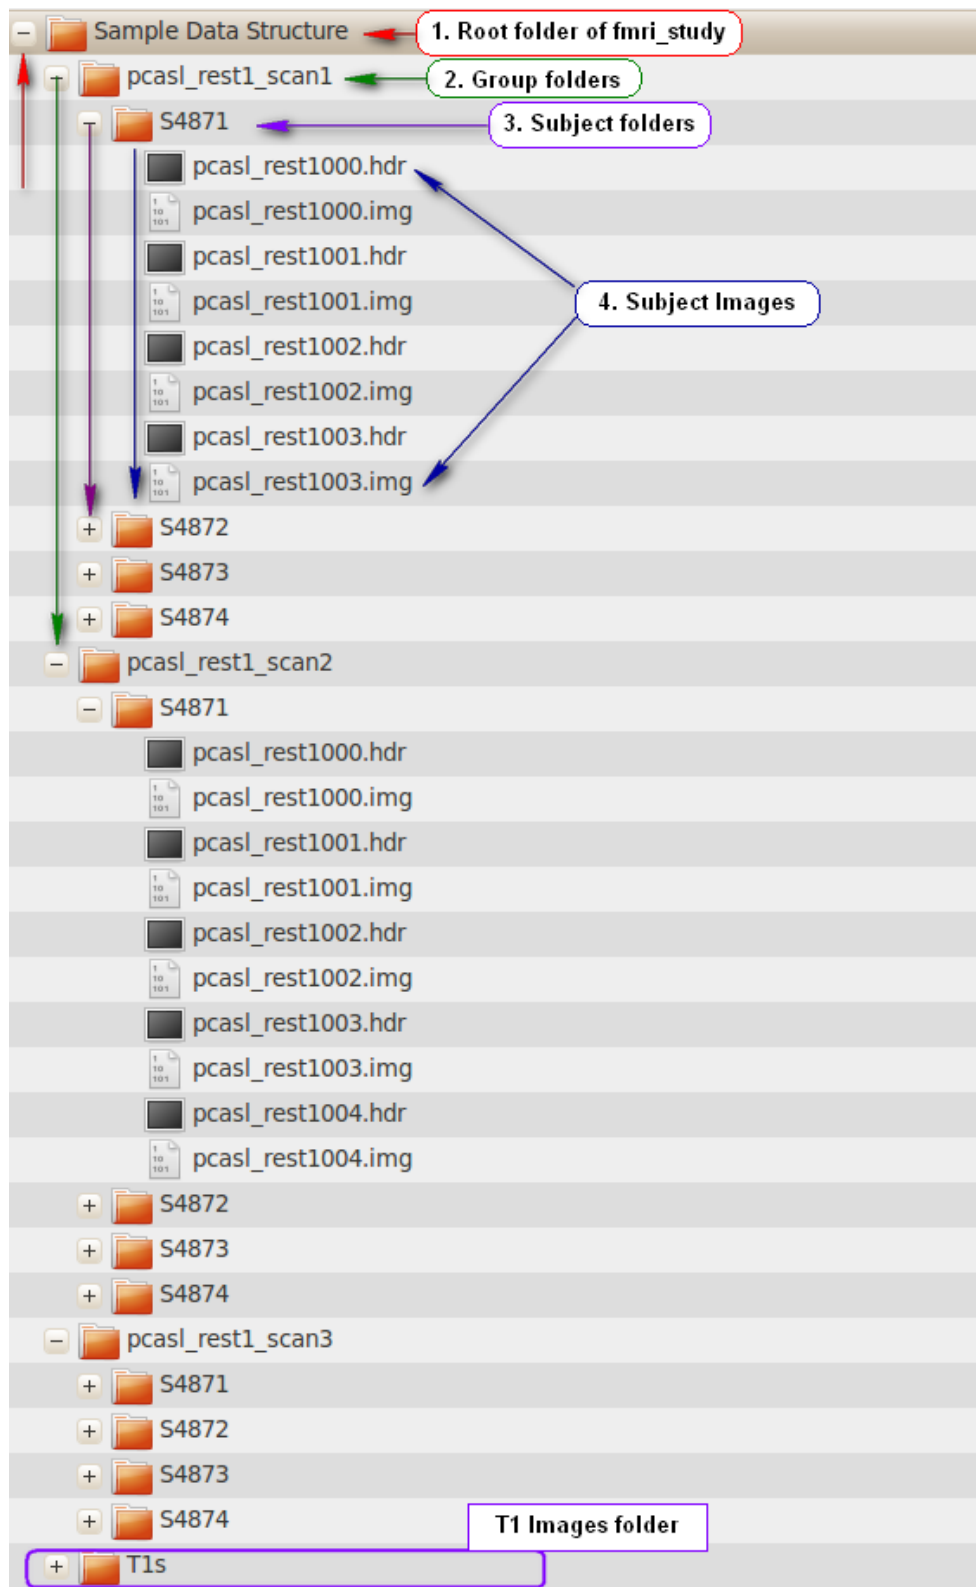 Sample Data Structure 1. Root folder of fmri_study
pcasl_rest1_scan1 2. Group folders
S4871 3. Subject folders
pcasl_rest1000.hdr
pcasl_rest1000.img
pcasl_rest1001.hdr
pcasl_rest1001.img 4. Subject Images
pcasl_rest1002.hdr
pcasl_rest1002.img
pcasl_rest1003.hdr
pcasl_rest1003.img
S4872
S4873
S4874
pcasl_rest1_scan2
S4871
pcasl_rest1000.hdr
pcasl_rest1000.img
pcasl_rest1001.hdr
pcasl_rest1001.img
pcasl_rest1002.hdr
pcasl_rest1002.img
pcasl_rest1003.hdr
pcasl_rest1003.img
pcasl_rest1004.hdr
pcasl_rest1004.img
S4872
S4873
S4874
pcasl_rest1_scan3
S4871
S4872
S4873
S4874 T1 Images folder
T1s